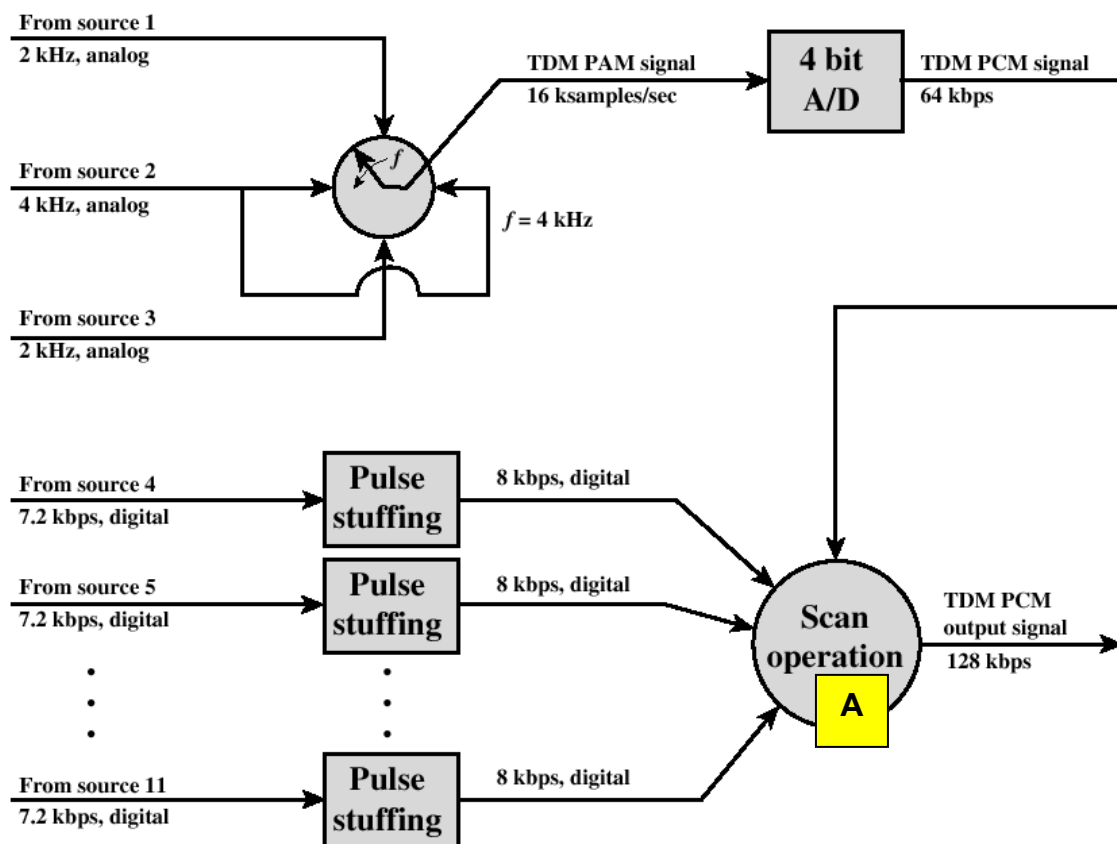 From source 1
2 kHz, analog
TDM PAM signal
16 ksamples/sec
4 bit
A/D
TDM PCM signal
64 kbps
From source 2
4 kHz, analog
f
f = 4 kHz
From source 3
2 kHz, analog
From source 4
7.2 kbps, digital
Pulse
stuffing
8 kbps, digital
From source 5
7.2 kbps, digital
Pulse
stuffing
8 kbps, digital
Scan
operation
A
TDM PCM
output signal
128 kbps
From source 11
7.2 kbps, digital
Pulse
stuffing
8 kbps, digital